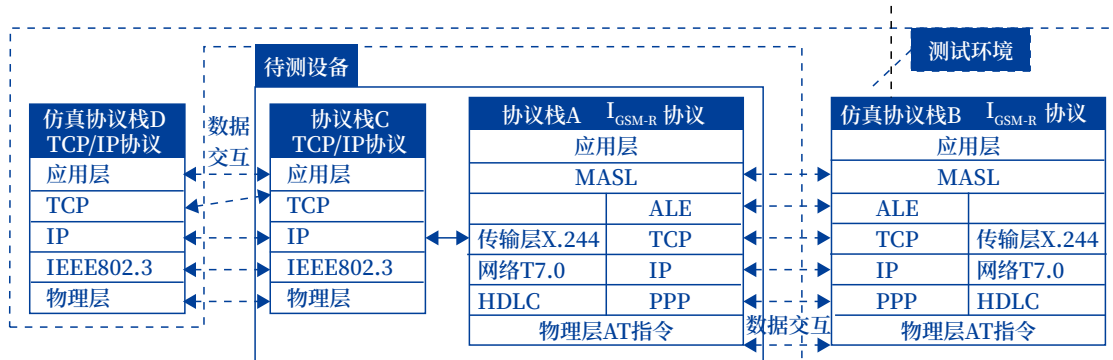 测试环境
待测设备
仿真协议栈D
TCP/IP协议
应用层
TCP
IP
IEEE802.3
物理层
数据
交互
协议栈C
TCP/IP协议
应用层
TCP
IP
IEEE802.3
物理层
协议栈A IGSM-R 协议
应用层
MASL
ALE
传输层X.244 TCP
网络T7.0 IP
HDLC PPP
物理层AT指令
数据交互
仿真协议栈B IGSM-R 协议
应用层
MASL
ALE
TCP 传输层X.244
IP 网络T7.0
PPP HDLC
物理层AT指令